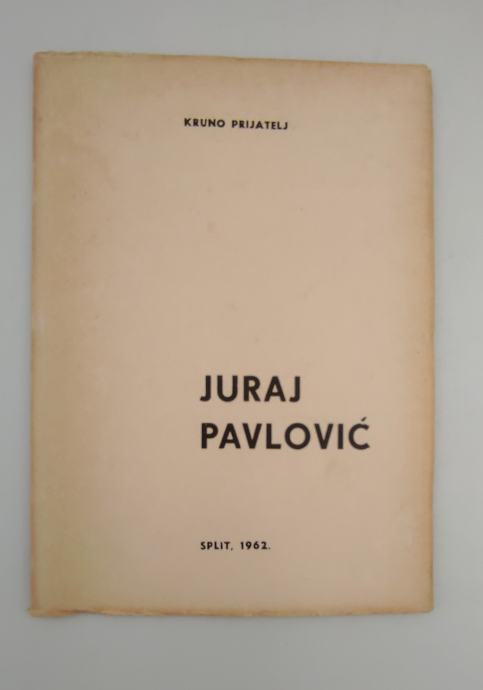 KRUNO PRIJATELJ
JURAJ
PAVLOVIĆ
SPLIT, 1962.